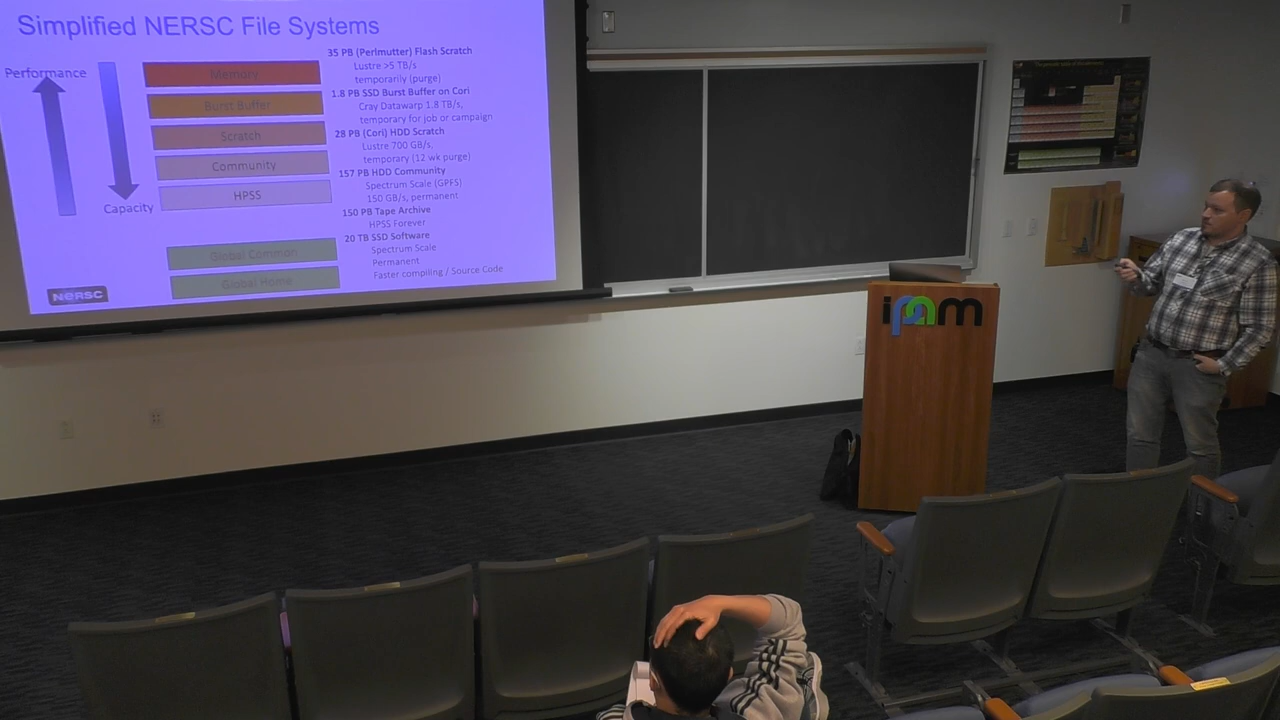 Simplified NERSC File Systems
Performance
Capacity
Memory
Burst Buffer
Scratch
Community
HPSS
Global Common
Global Home
35 PB (Perlmutter) Flash Scratch
Lustre >5 TB/s
temporarily (purge)
1.8 PB SSD Burst Buffer on Cori
Cray Datawarp 1.8 TB/s,
temporary for job or campaign
28 PB (Cori) HDD Scratch
Lustre 700 GB/s,
temporary (12 wk purge)
157 PB HDD Community
Spectrum Scale (GPFS)
150 GB/s, permanent
150 PB Tape Archive
HPSS Forever
20 TB SSD Software
Spectrum Scale
Permanent
Faster compiling / Source Code
NERSC
ipam